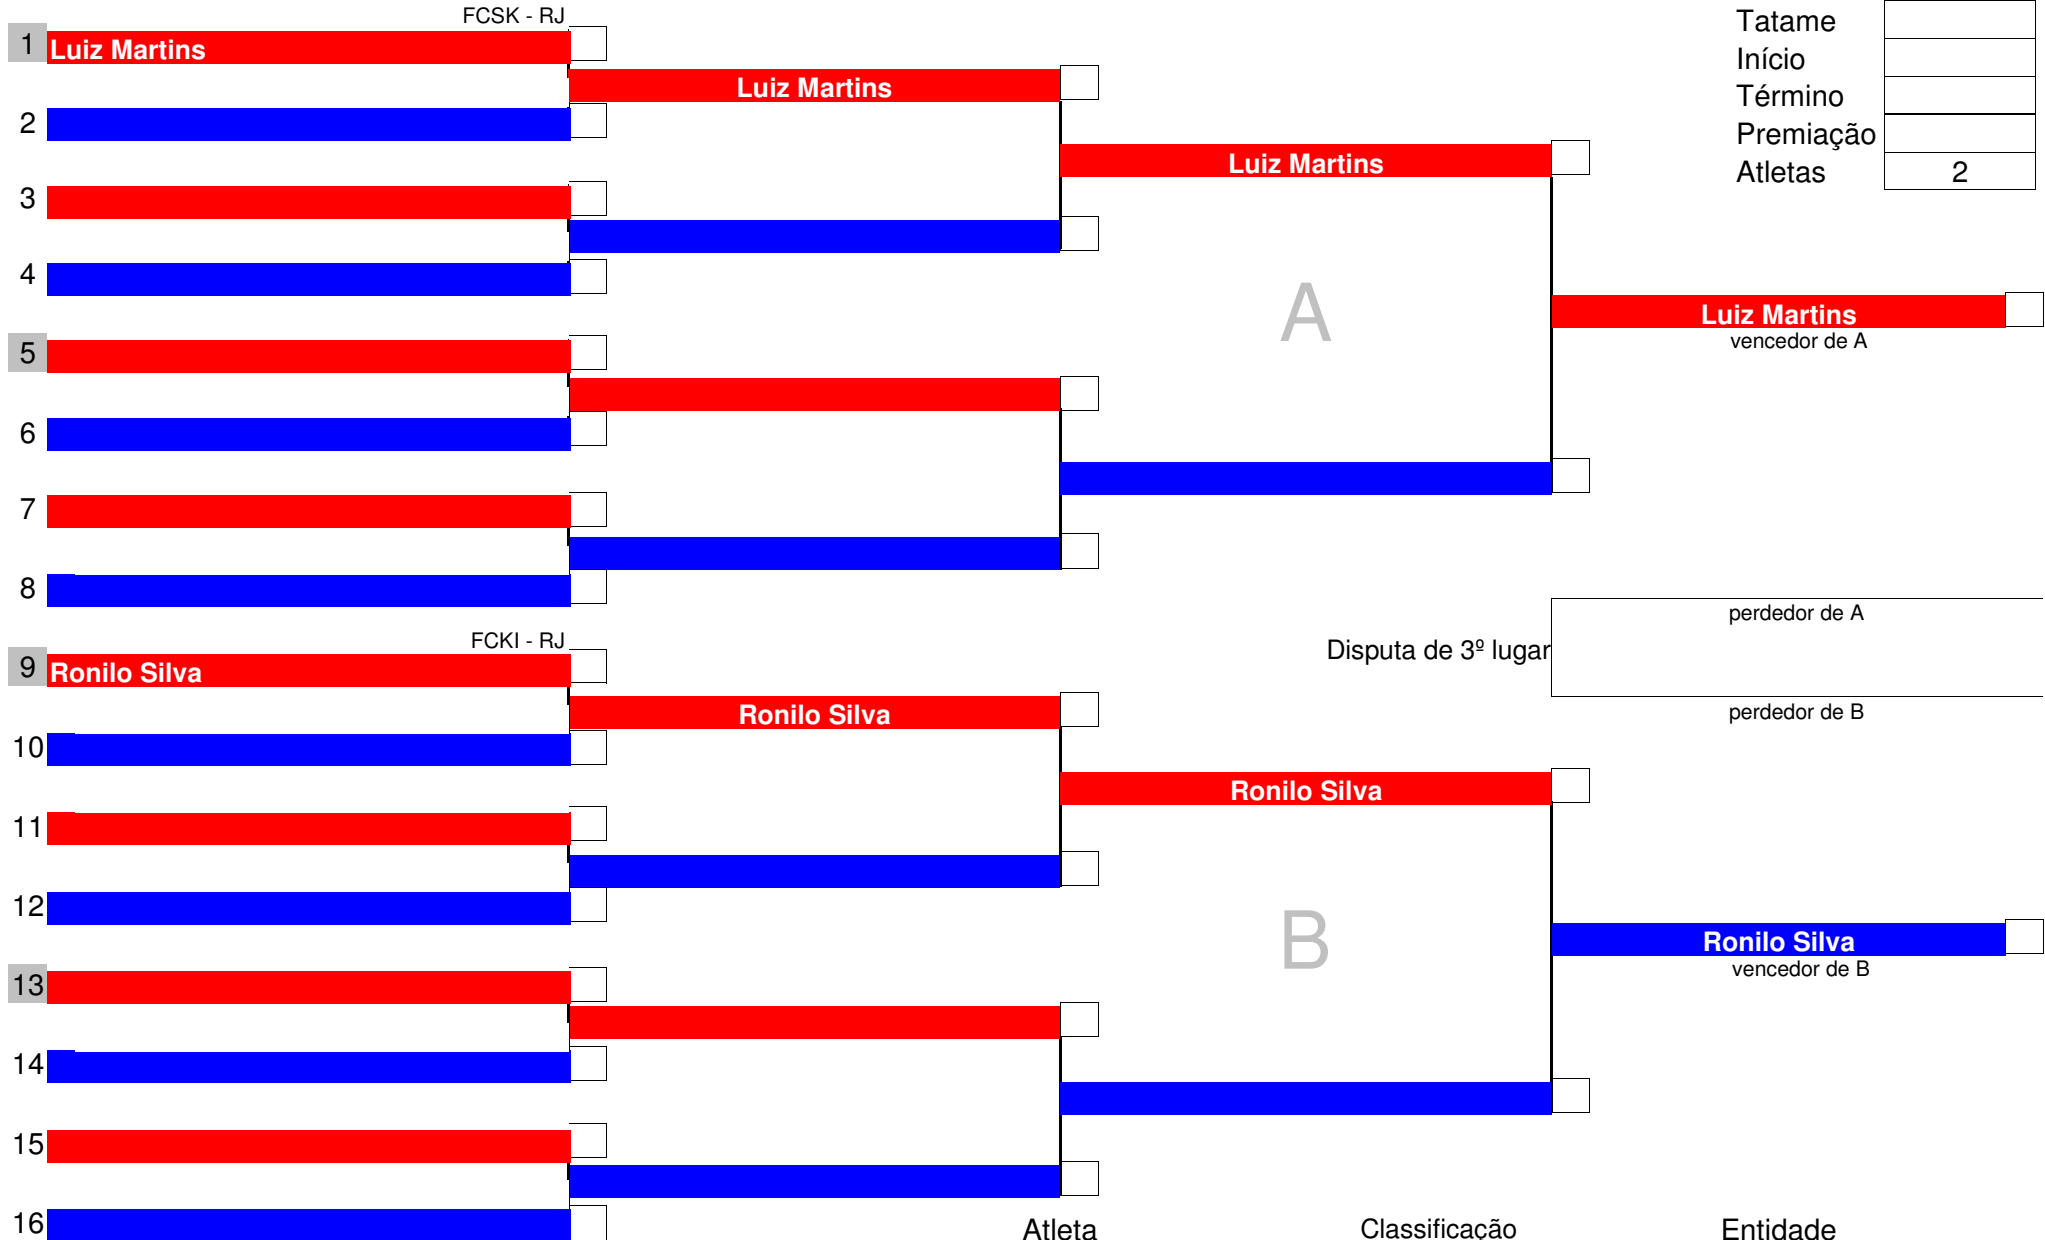 FCSK - RJ
1 Luiz Martins
Luiz Martins
2
Luiz Martins
3
4
A
Luiz Martins
vencedor de A
5
6
7
8
Tatame
Início
Término
Premiação
Atletas 2
perdedor de A
Disputa de 3º lugar
perdedor de B
FCKI - RJ
9 Ronilo Silva
Ronilo Silva
10
Ronilo Silva
11
12
B
Ronilo Silva
vencedor de B
13
14
15
16
Atleta Classificação Entidade